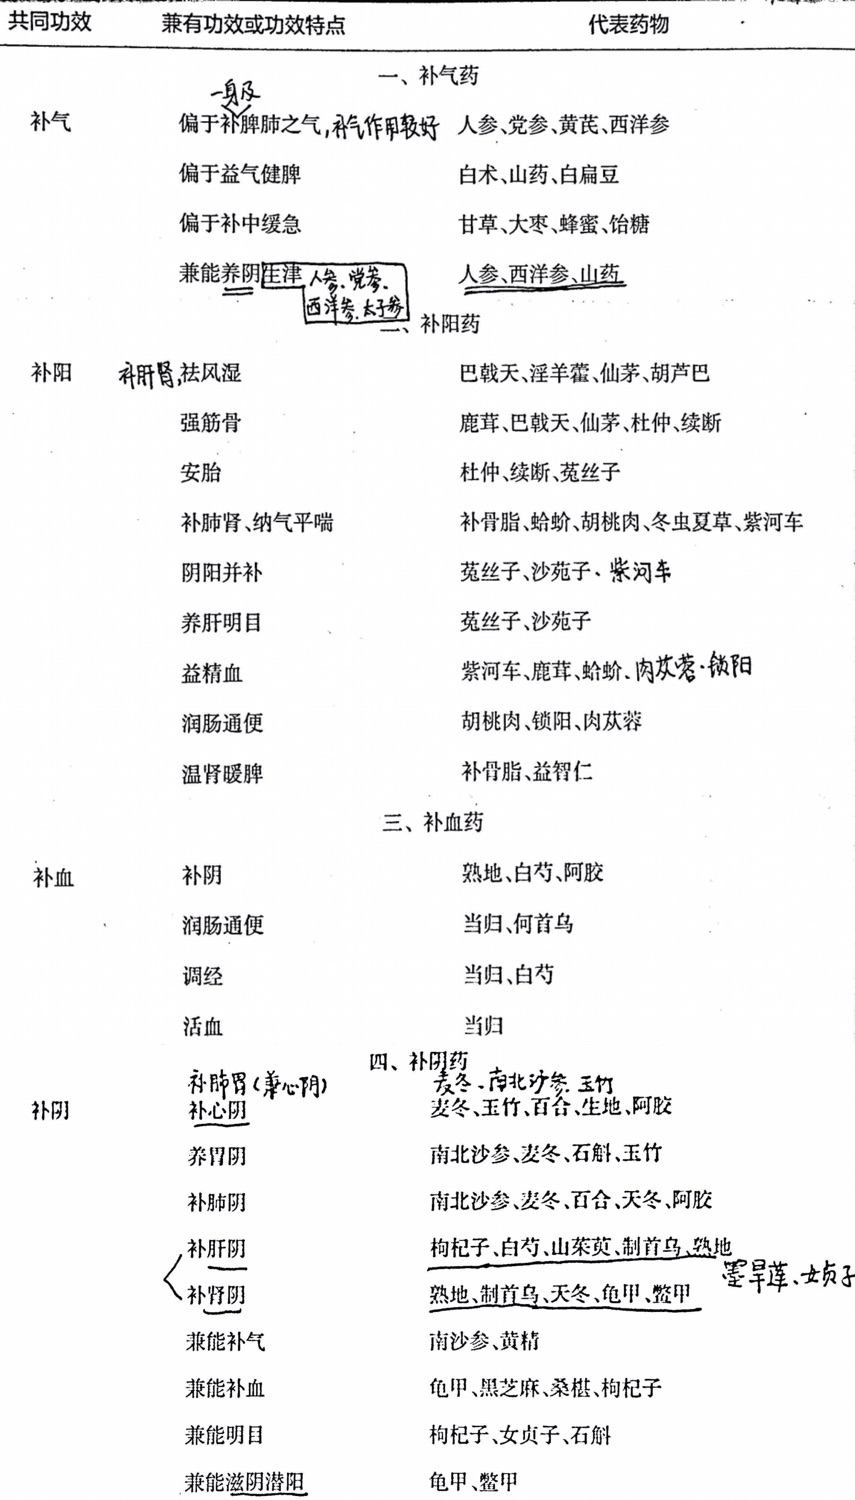 共同功效 兼有功效或功效特点 代表药物
一、补气药
一身及
补气 偏于补脾肺之气,补气作用较好 人参、党参、黄芪、西洋参
偏于益气健脾 白术、山药、白扁豆
偏于补中缓急 甘草、大枣、蜂蜜、饴糖
兼能养阴生津 人参、党参、 人参、西洋参、山药
西洋参、太子参
二、补阳药
补阳 补肝肾,祛风湿 巴戟天、淫羊藿、仙茅、胡芦巴
强筋骨 鹿茸、巴戟天、仙茅、杜仲、续断
安胎 杜仲、续断、菟丝子
补肺肾、纳气平喘 补骨脂、蛤蚧、胡桃肉、冬虫夏草、紫河车
阴阳并补 菟丝子、沙苑子、紫河车
养肝明目 菟丝子、沙苑子
益精血 紫河车、鹿茸、蛤蚧、肉苁蓉、锁阳
润肠通便 胡桃肉、锁阳、肉苁蓉
温肾暖脾 补骨脂、益智仁
三、补血药
补血 补阴 熟地、白芍、阿胶
润肠通便 当归、何首乌
调经 当归、白芍
活血 当归
四、补阴药
补肺胃(兼心阴) 麦冬、南北沙参、玉竹
补阴 补心阴 麦冬、玉竹、百合、生地、阿胶
养胃阴 南北沙参、麦冬、石斛、玉竹
补肺阴 南北沙参、麦冬、百合、天冬、阿胶
补肝阴 枸杞子、白芍、山茱萸、制首乌、熟地
墨旱莲、女贞子
补肾阴 熟地、制首乌、天冬、龟甲、鳖甲
兼能补气 南沙参、黄精
兼能补血 龟甲、黑芝麻、桑椹、枸杞子
兼能明目 枸杞子、女贞子、石斛
兼能滋阴潜阳 龟甲、鳖甲